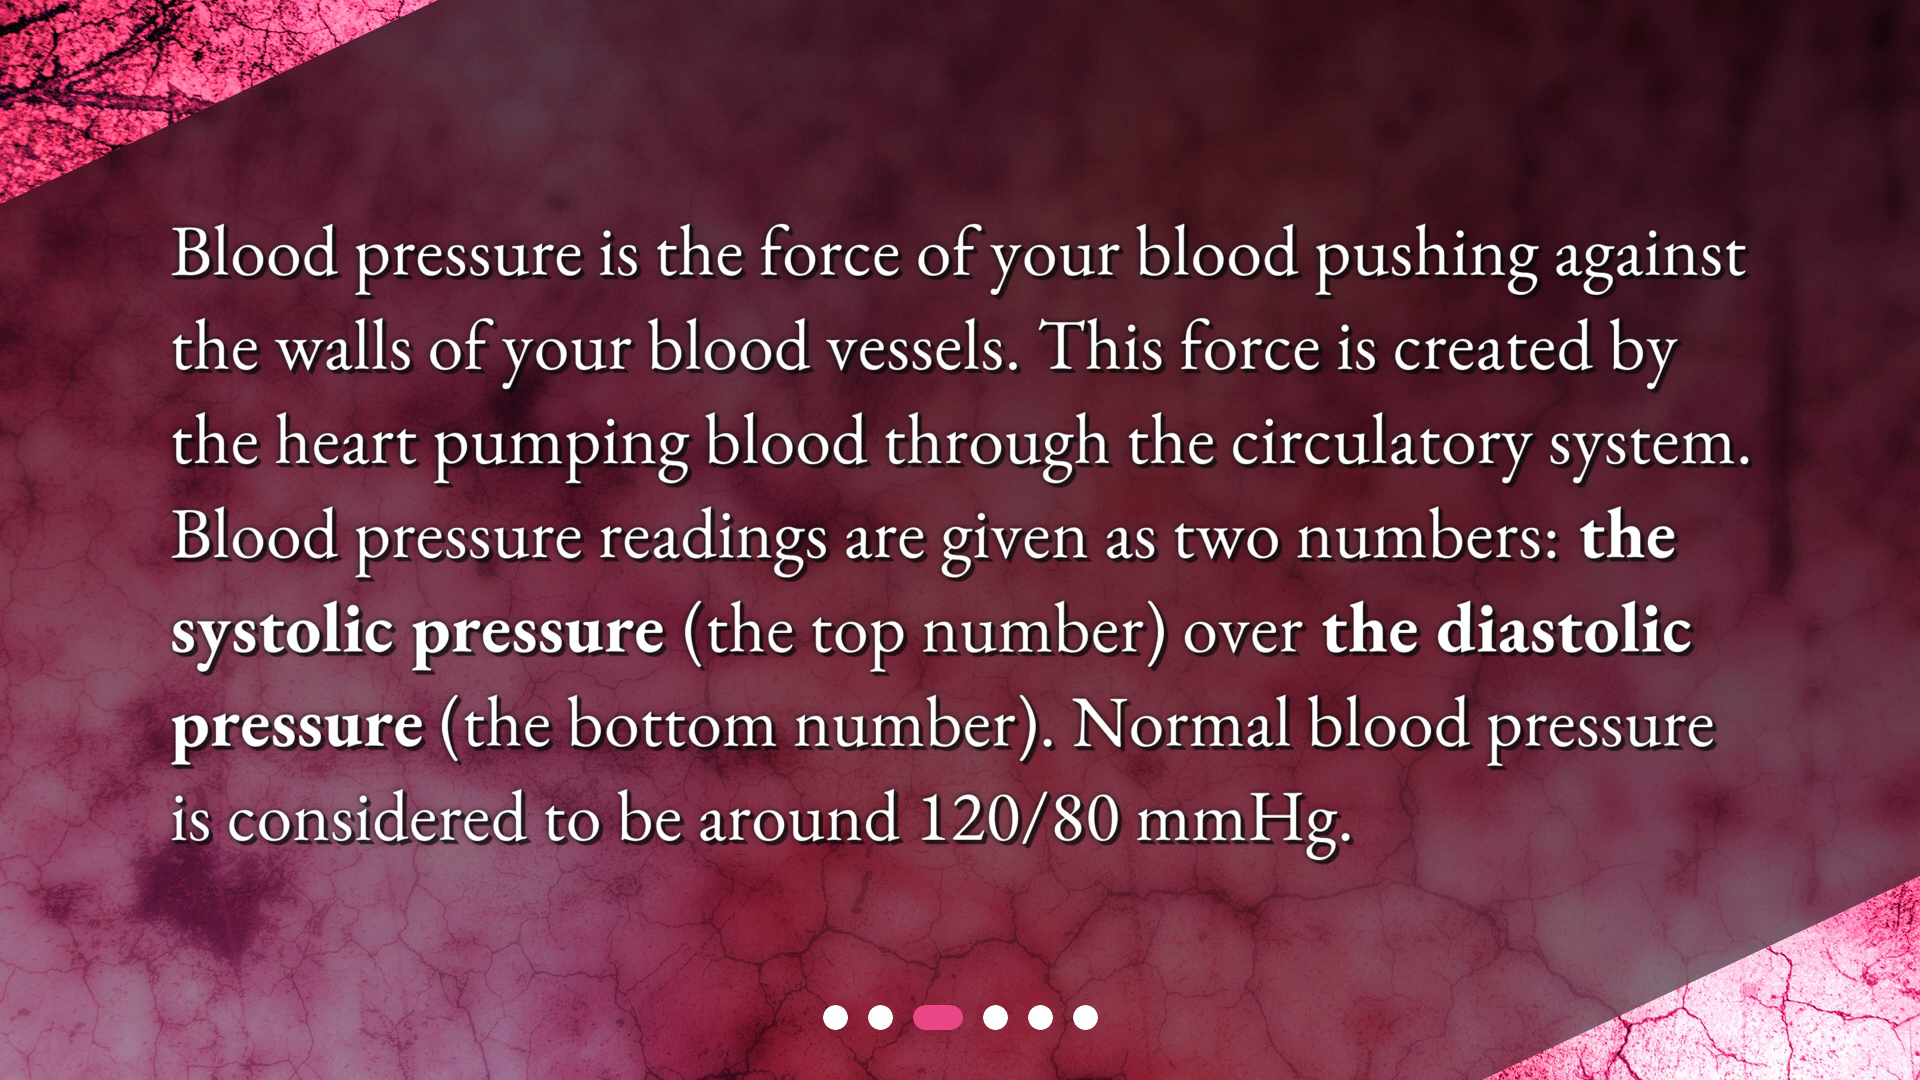 Blood pressure is the force of your blood pushing against
the walls of your blood vessels. This force is created by
the heart pumping blood through the circulatory system.
Blood pressure readings are given as two numbers: the
systolic pressure (the top number) over the diastolic
pressure (the bottom number). Normal blood pressure
is considered to be around 120/80 mmHg.